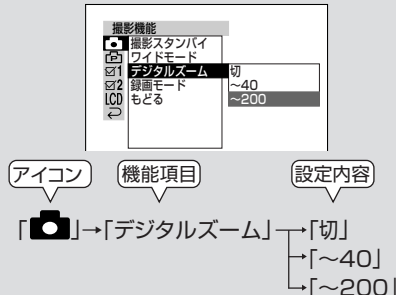 撮影機能
撮影スタンバイ
P ワイドモード
☑1 デジタルズーム 切
☑2 録画モード ～40
LCD もどる ～200
アイコン 機能項目 設定内容
「」→「デジタルズーム」→「切」
→「～40」
→「～200」